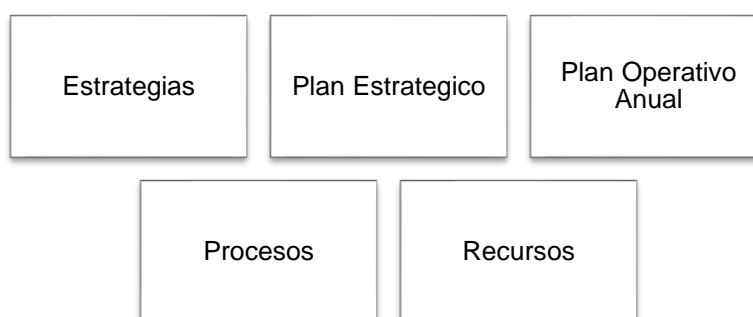 Estrategias
Plan Estrategico
Plan Operativo
Anual
Procesos
Recursos